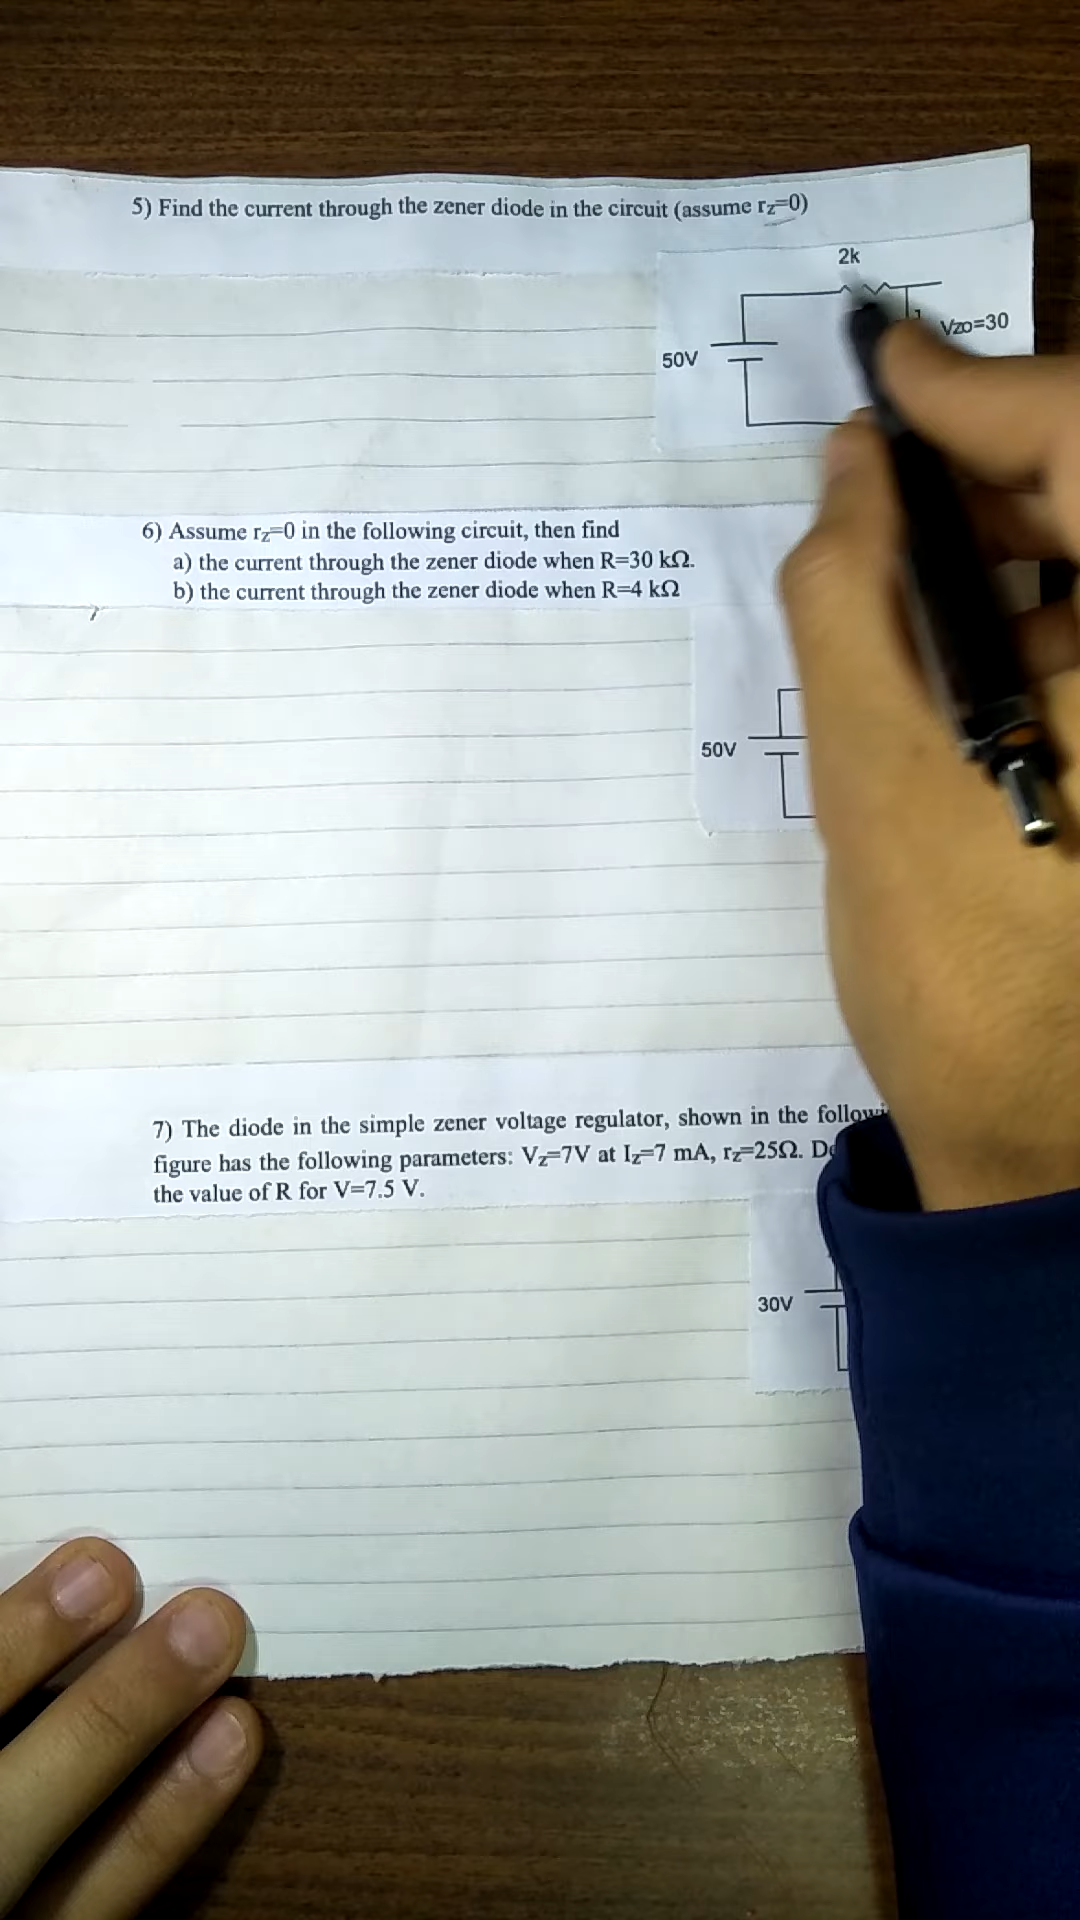 5) Find the current through the zener diode in the circuit (assume rz=0)
2k
Vzo=30
50V
6) Assume rz=0 in the following circuit, then find
a) the current through the zener diode when R=30 kΩ.
b) the current through the zener diode when R=4 kΩ
50V
7) The diode in the simple zener voltage regulator, shown in the
figure has the following parameters: Vz=7V at Iz=7 mA, rz=25Ω.
the value of R for V=7.5 V.
30V